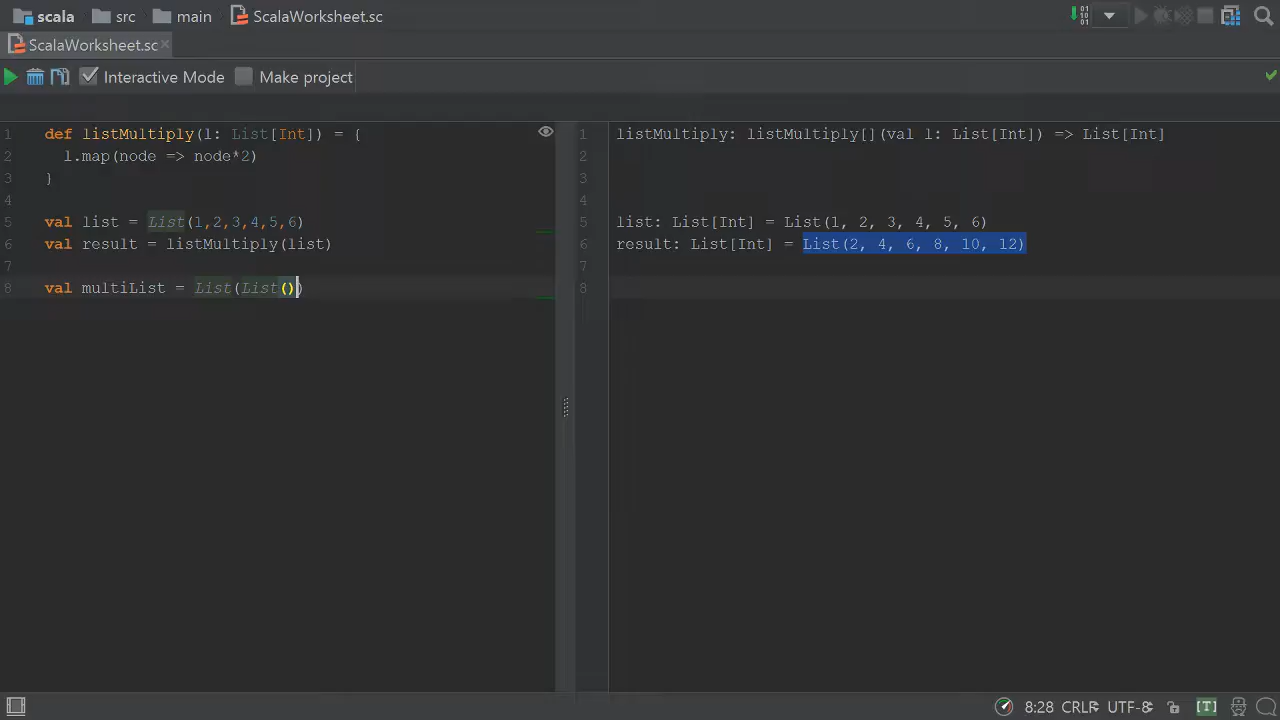 scala src main ScalaWorksheet.sc
ScalaWorksheet.sc
Interactive Mode Make project
1 def listMultiply(l: List[Int]) = {
2 l.map(node => node*2)
3 }
4
5 val list = List(1,2,3,4,5,6)
6 val result = listMultiply(list)
7
8 val multiList = List(List())
1 listMultiply: listMultiply[](val l: List[Int]) => List[Int]
2
3
4
5 list: List[Int] = List(1, 2, 3, 4, 5, 6)
6 result: List[Int] = List(2, 4, 6, 8, 10, 12)
7
8
8:28 CRLF UTF-8 [T]